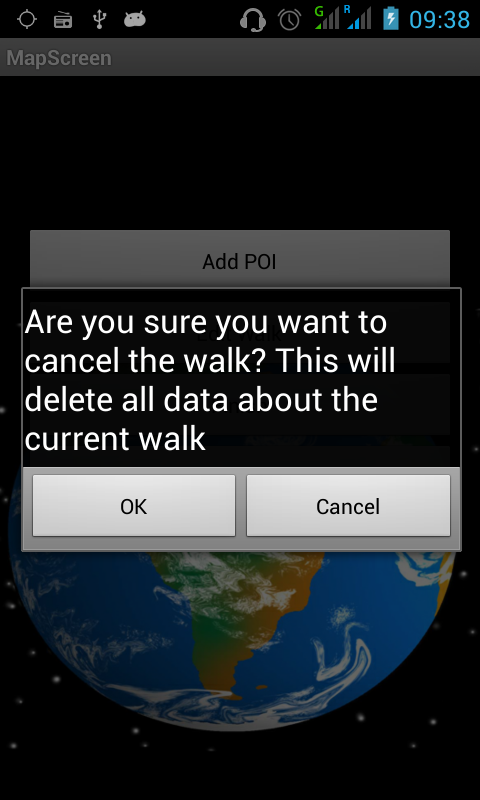 G R 09:38
MapScreen
Add POI
Are you sure you want to
cancel the walk? This will
delete all data about the
current walk
OK
Cancel